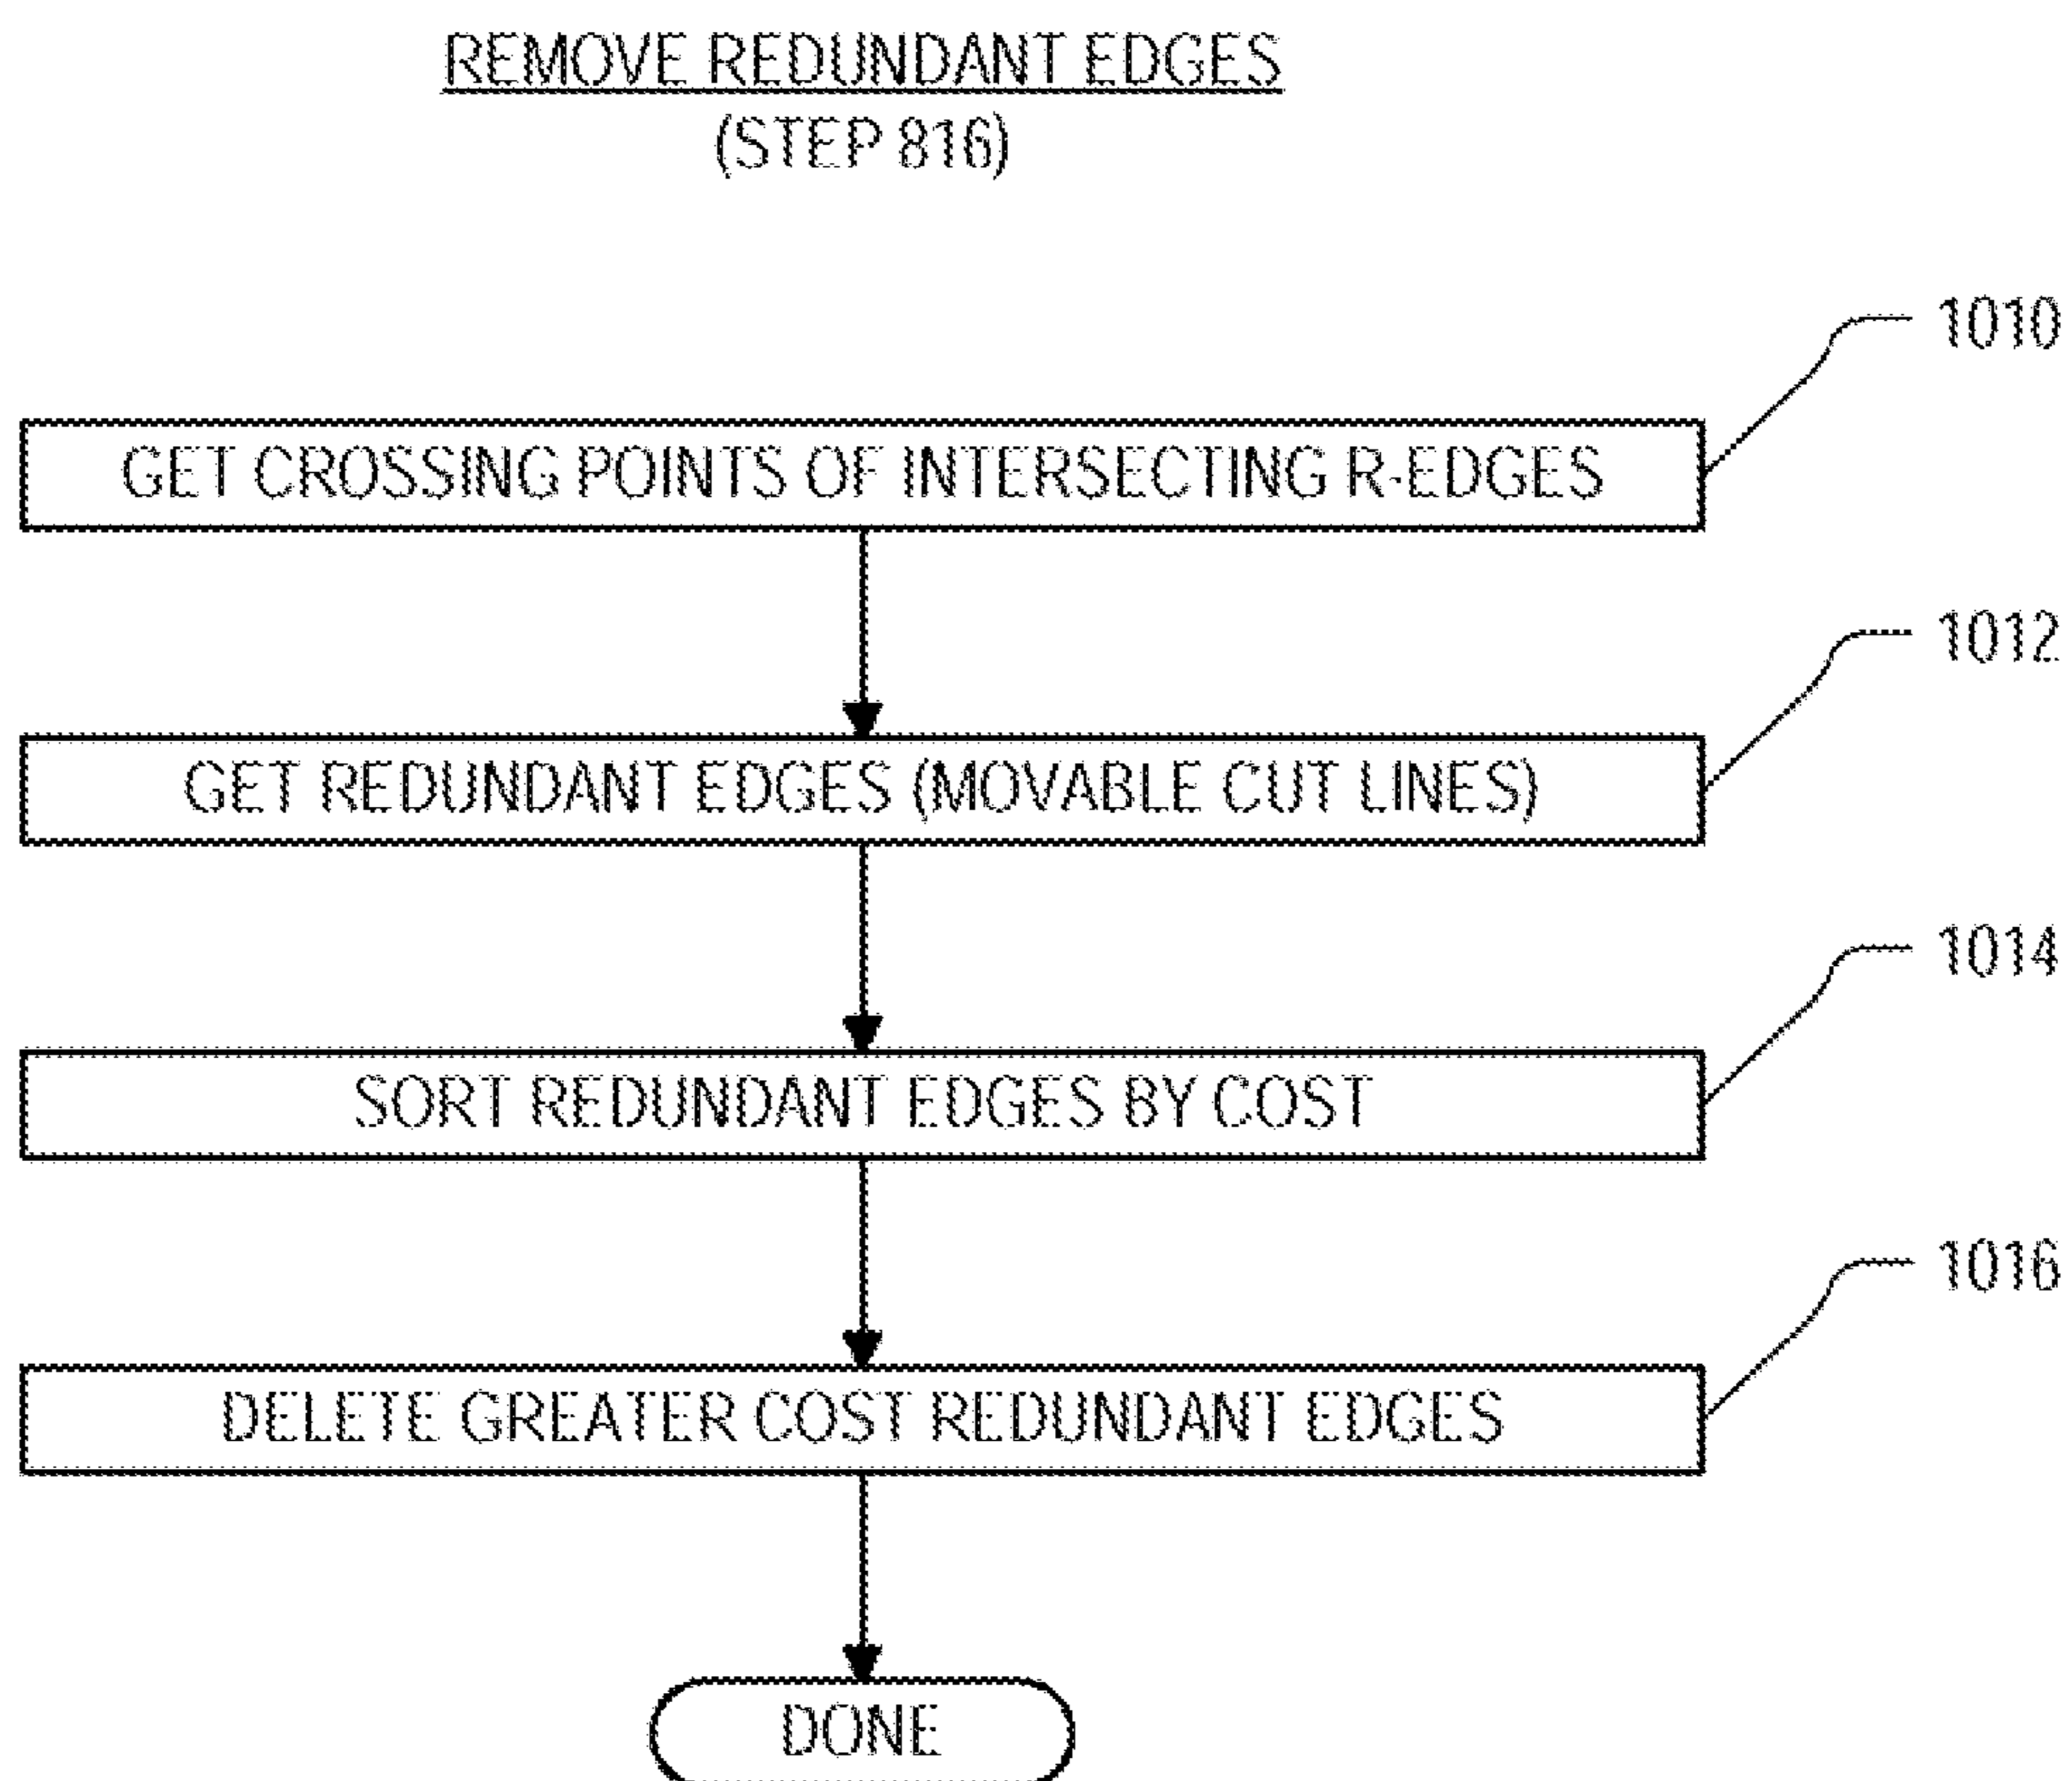 REMOVE REDUNDANT EDGES
(STEP 816)
1010
GET CROSSING POINTS OF INTERSECTING R-EDGES
1012
GET REDUNDANT EDGES (MOVABLE CUT LINES)
1014
SORT REDUNDANT EDGES BY COST
1016
DELETE GREATER COST REDUNDANT EDGES
DONE